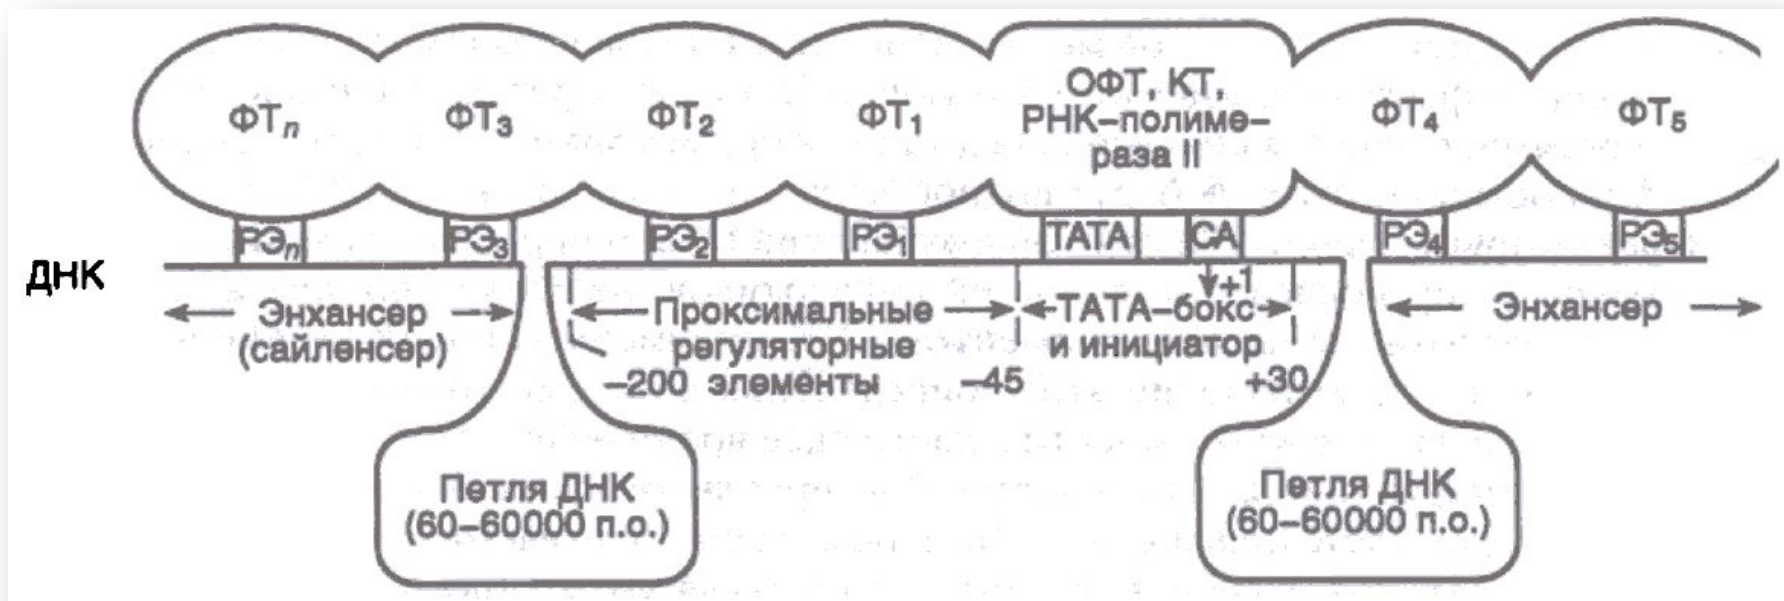 ФТn ФТ3 ФТ2 ФТ1 ОФТ, КТ, РНК–полиме– раза II ФТ4 ФТ5
РЭn РЭ3 РЭ2 РЭ1 ТАТА СА РЭ4 РЭ5
ДНК
Энхансер
(сайленсер)
Проксимальные
регуляторные
–200 элементы
–45
+1
ТАТА–бокс
и инициатор
+30
Энхансер
Петля ДНК
(60–60000 п.о.)
Петля ДНК
(60–60000 п.о.)